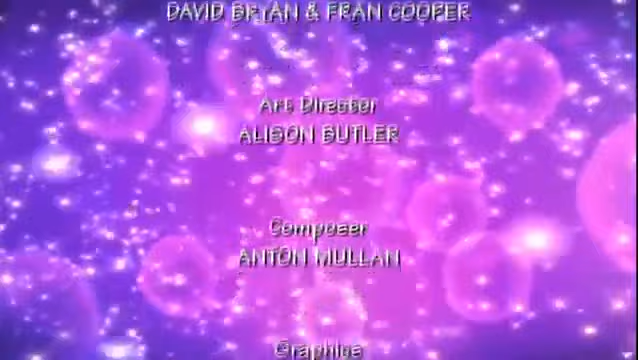 DAVID BRYAN & FRAN COOPER
Art Director
ALISON BUTLER
Composer
ANTON MULLAN
Graphics